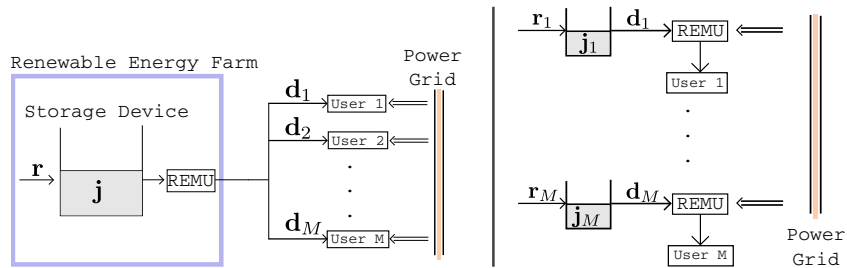 Renewable Energy Farm
Storage Device
r
j
REMU
d1
d2
dM
User 1
User 2
User M
Power
Grid
r1
j1
d1
REMU
User 1
rM
jM
dM
REMU
User M
Power
Grid